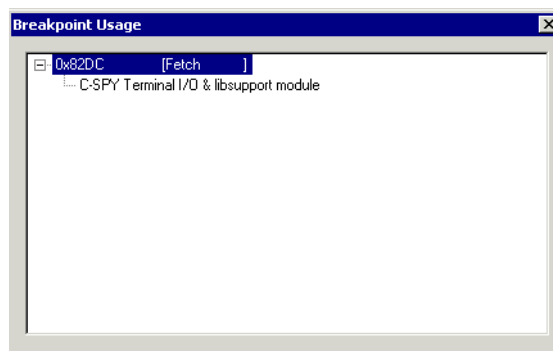 Breakpoint Usage
0x82DC [Fetch ]
C-SPY Terminal I/O & libsupport module